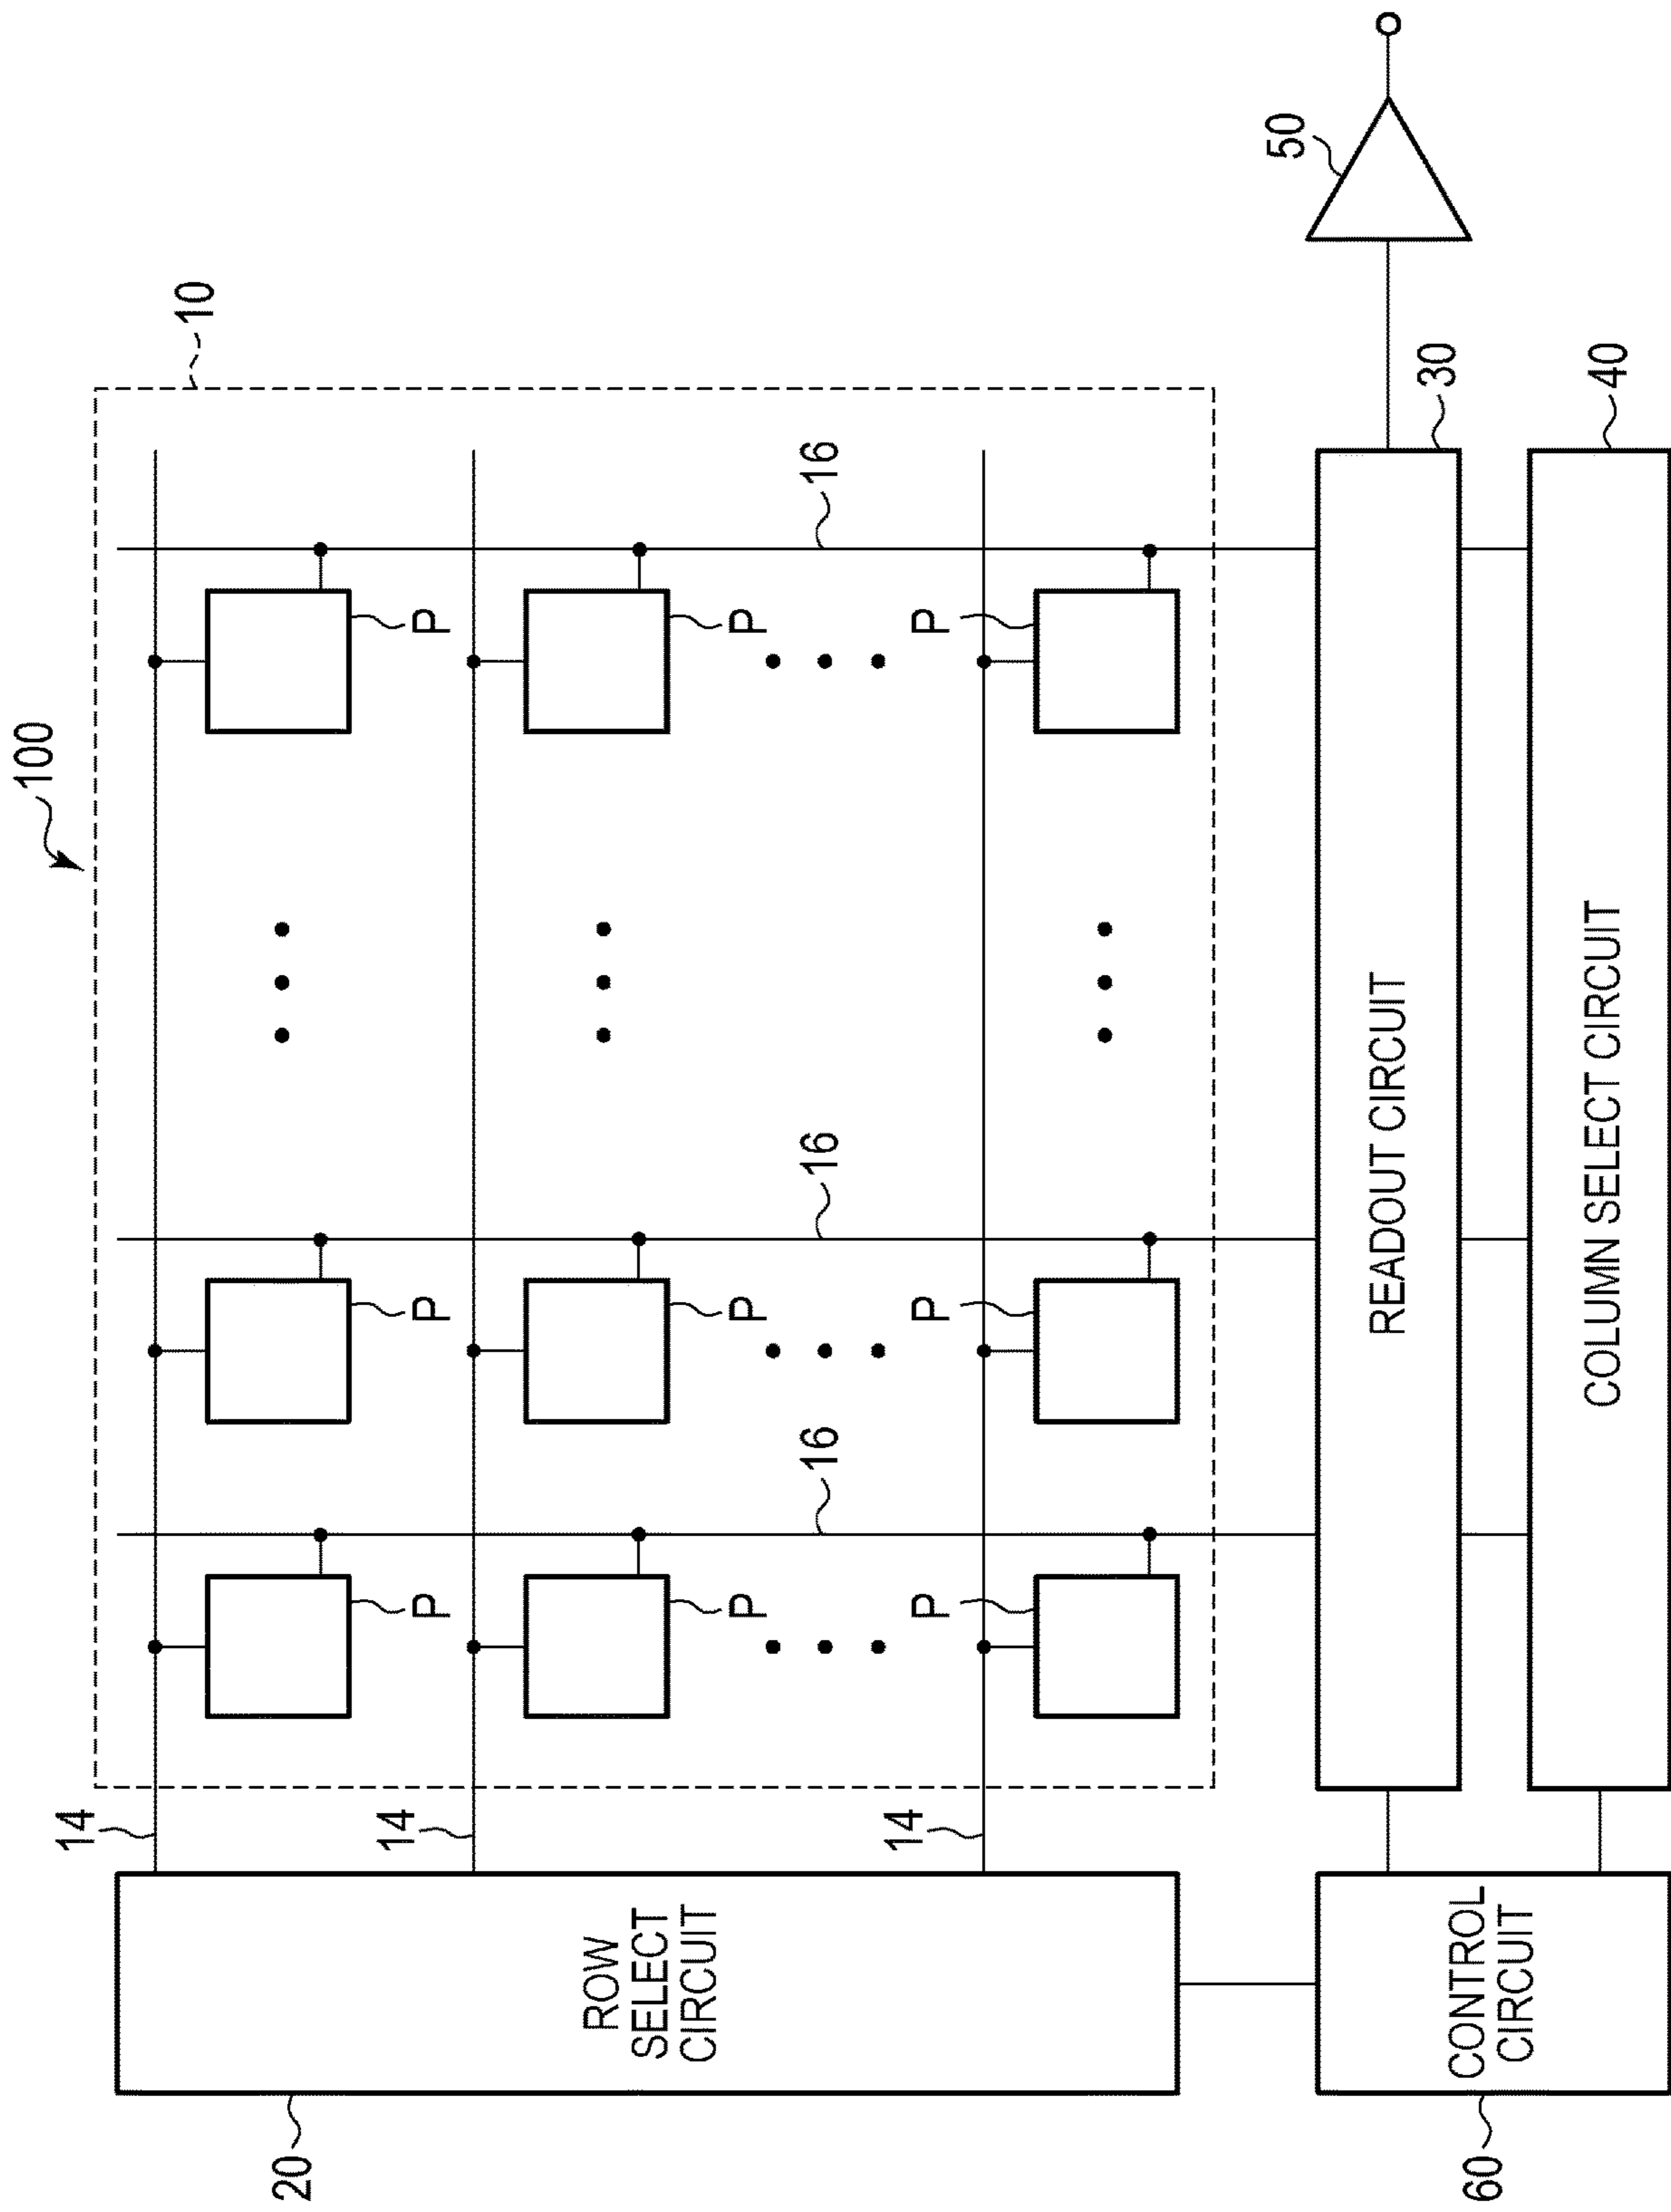 100
10
14
P
P
P
14
P
P
P
16
16
16
14
P
P
P
20
ROW
SELECT
CIRCUIT
50
60
CONTROL
CIRCUIT
READOUT CIRCUIT
30
COLUMN SELECT CIRCUIT
40